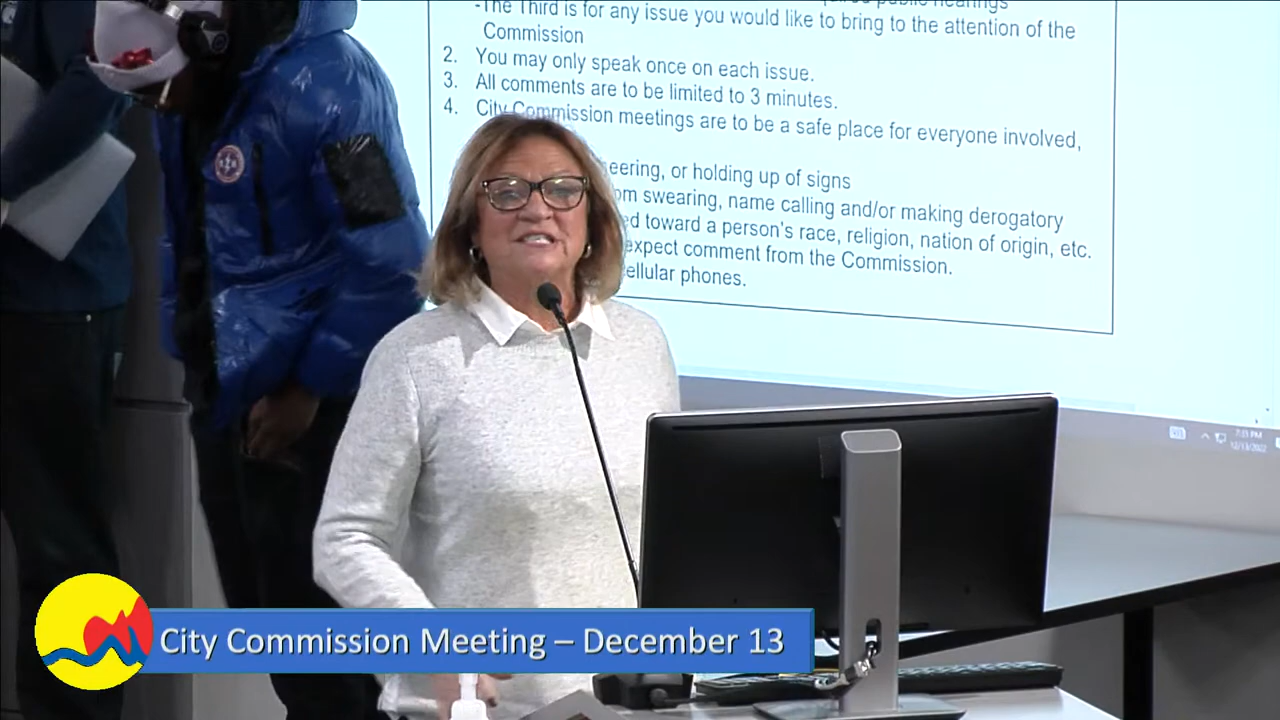 -The Third is for any issue you would like to bring to the attention of the
Commission
2. You may only speak once on each issue.
3. All comments are to be limited to 3 minutes.
4. City Commission meetings are to be a safe place for everyone involved,
or holding up of signs
swearing, name calling and/or making derogatory
toward a person's race, religion, nation of origin, etc.
expect comment from the Commission.
phones.
City Commission Meeting – December 13